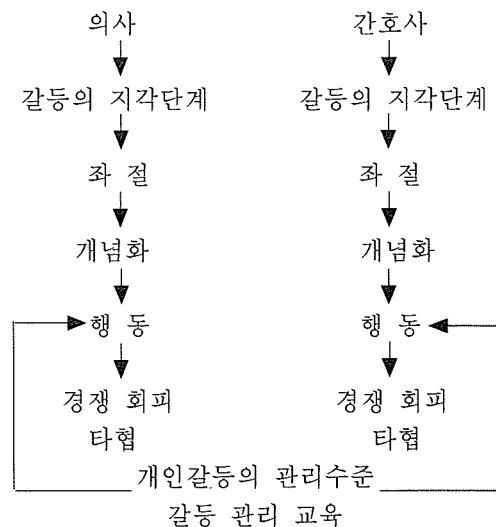 의사 간호사
갈등의 지각단계 갈등의 지각단계
좌 절 좌 절
개념화 개념화
행 동 행 동
경쟁 회피 경쟁 회피
타협 타협
개인갈등의 관리수준
갈등 관리 교육